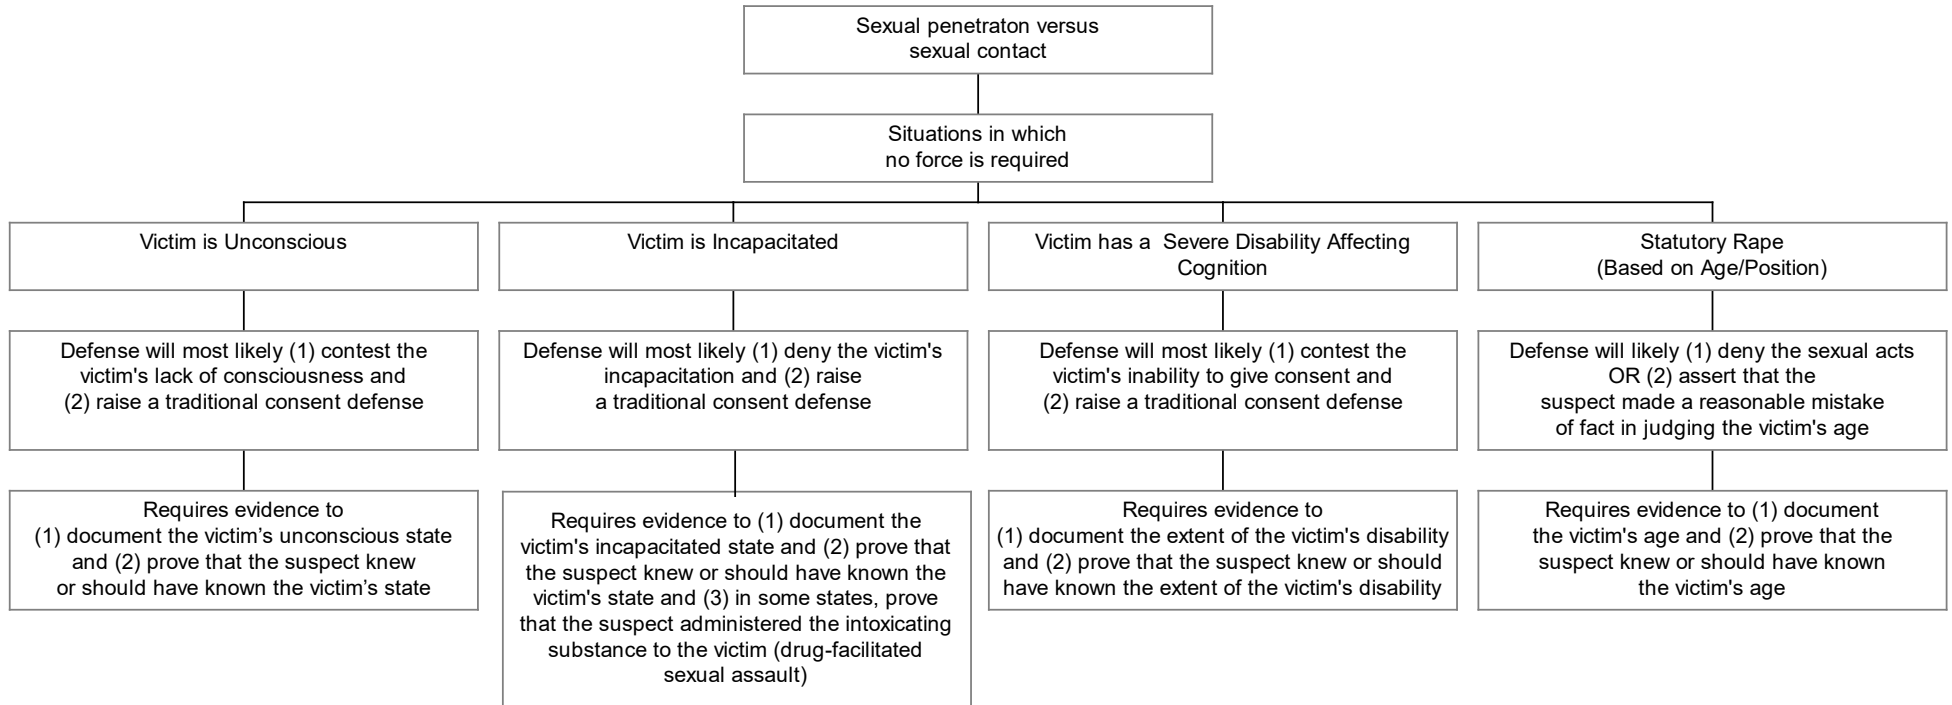 Sexual penetraton versus
sexual contact
Situations in which
no force is required
Victim is Unconscious
Victim is Incapacitated
Victim has a  Severe Disability Affecting
Cognition
Statutory Rape
(Based on Age/Position)
Defense will most likely (1) contest the
victim's lack of consciousness and
(2) raise a traditional consent defense
Defense will most likely (1) deny the victim's
incapacitation and (2) raise
a traditional consent defense
Defense will most likely (1) contest the
victim's inability to give consent and
(2) raise a traditional consent defense
Defense will likely (1) deny the sexual acts
OR (2) assert that the
suspect made a reasonable mistake
of fact in judging the victim's age
Requires evidence to
(1) document the victim’s unconscious state
and (2) prove that the suspect knew
or should have known the victim’s state
Requires evidence to (1) document the
victim's incapacitated state and (2) prove that
the suspect knew or should have known the
victim's state and (3) in some states, prove
that the suspect administered the intoxicating
substance to the victim (drug-facilitated
sexual assault)
Requires evidence to
(1) document the extent of the victim's disability
and (2) prove that the suspect knew or should
have known the extent of the victim's disability
Requires evidence to (1) document
the victim's age and (2) prove that the
suspect knew or should have known
the victim's age